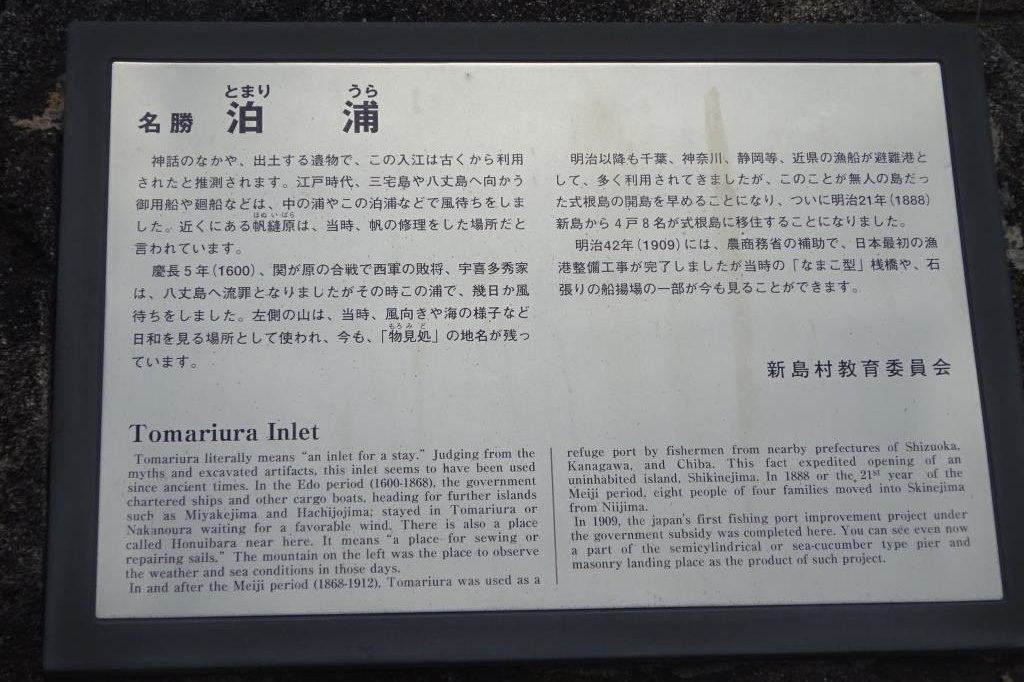 名勝 泊 浦
とまり うら
神話のなかや、出土する遺物で、この入江は古くから利用
されたと推測されます。江戸時代、三宅島や八丈島へ向かう
御用船や廻船などは、中の浦やこの泊浦などで風待ちをしま
した。近くにある帆縫原は、当時、帆の修理をした場所だと
ほぬいばら
言われています。
慶長5年(1600)、関が原の合戦で西軍の敗将、宇喜多秀家
は、八丈島へ流罪となりましたがその時この浦で、幾日か風
待ちをしました。左側の山は、当時、風向きや海の様子など
日和を見る場所として使われ、今も、「物見処」の地名が残っ
もろみど
ています。
明治以降も千葉、神奈川、静岡等、近県の漁船が避難港と
して、多く利用されてきましたが、このことが無人の島だっ
た式根島の開島を早めることになり、ついに明治21年(1888)
新島から4戸8名が式根島に移住することになりました。
明治42年(1909)には、農商務省の補助で、日本最初の漁
港整備工事が完了しましたが当時の「なまこ型」桟橋や、石
張りの船揚場の一部が今も見ることができます。
新島村教育委員会
Tomariura Inlet
Tomariura literally means "an inlet for a stay." Judging from the
myths and excavated artifacts, this inlet seems to have been used
since ancient times. In the Edo period (1600-1868), the government
chartered ships and other cargo boats, heading for further islands
such as Miyakejima and Hachijojima; stayed in Tomariura or
Nakanoura waiting for a favorable wind. There is also a place
called Honuibara near here. It means "a place for sewing or
repairing sails." The mountain on the left was the place to observe
the weather and sea conditions in those days.
In and after the Meiji period (1868-1912), Tomariura was used as a
refuge port by fishermen from nearby prefectures of Shizuoka,
Kanagawa, and Chiba. This fact expedited opening of an
uninhabited island, Shikinejima. In 1888 or the 21st year of the
Meiji period, eight people of four families moved into Skinejima
from Niijima.
In 1909, the japan's first fishing port improvement project under
the government subsidy was completed here. You can see even now
a part of the semicylindrical or sea-cucumber type pier and
masonry landing place as the product of such project.